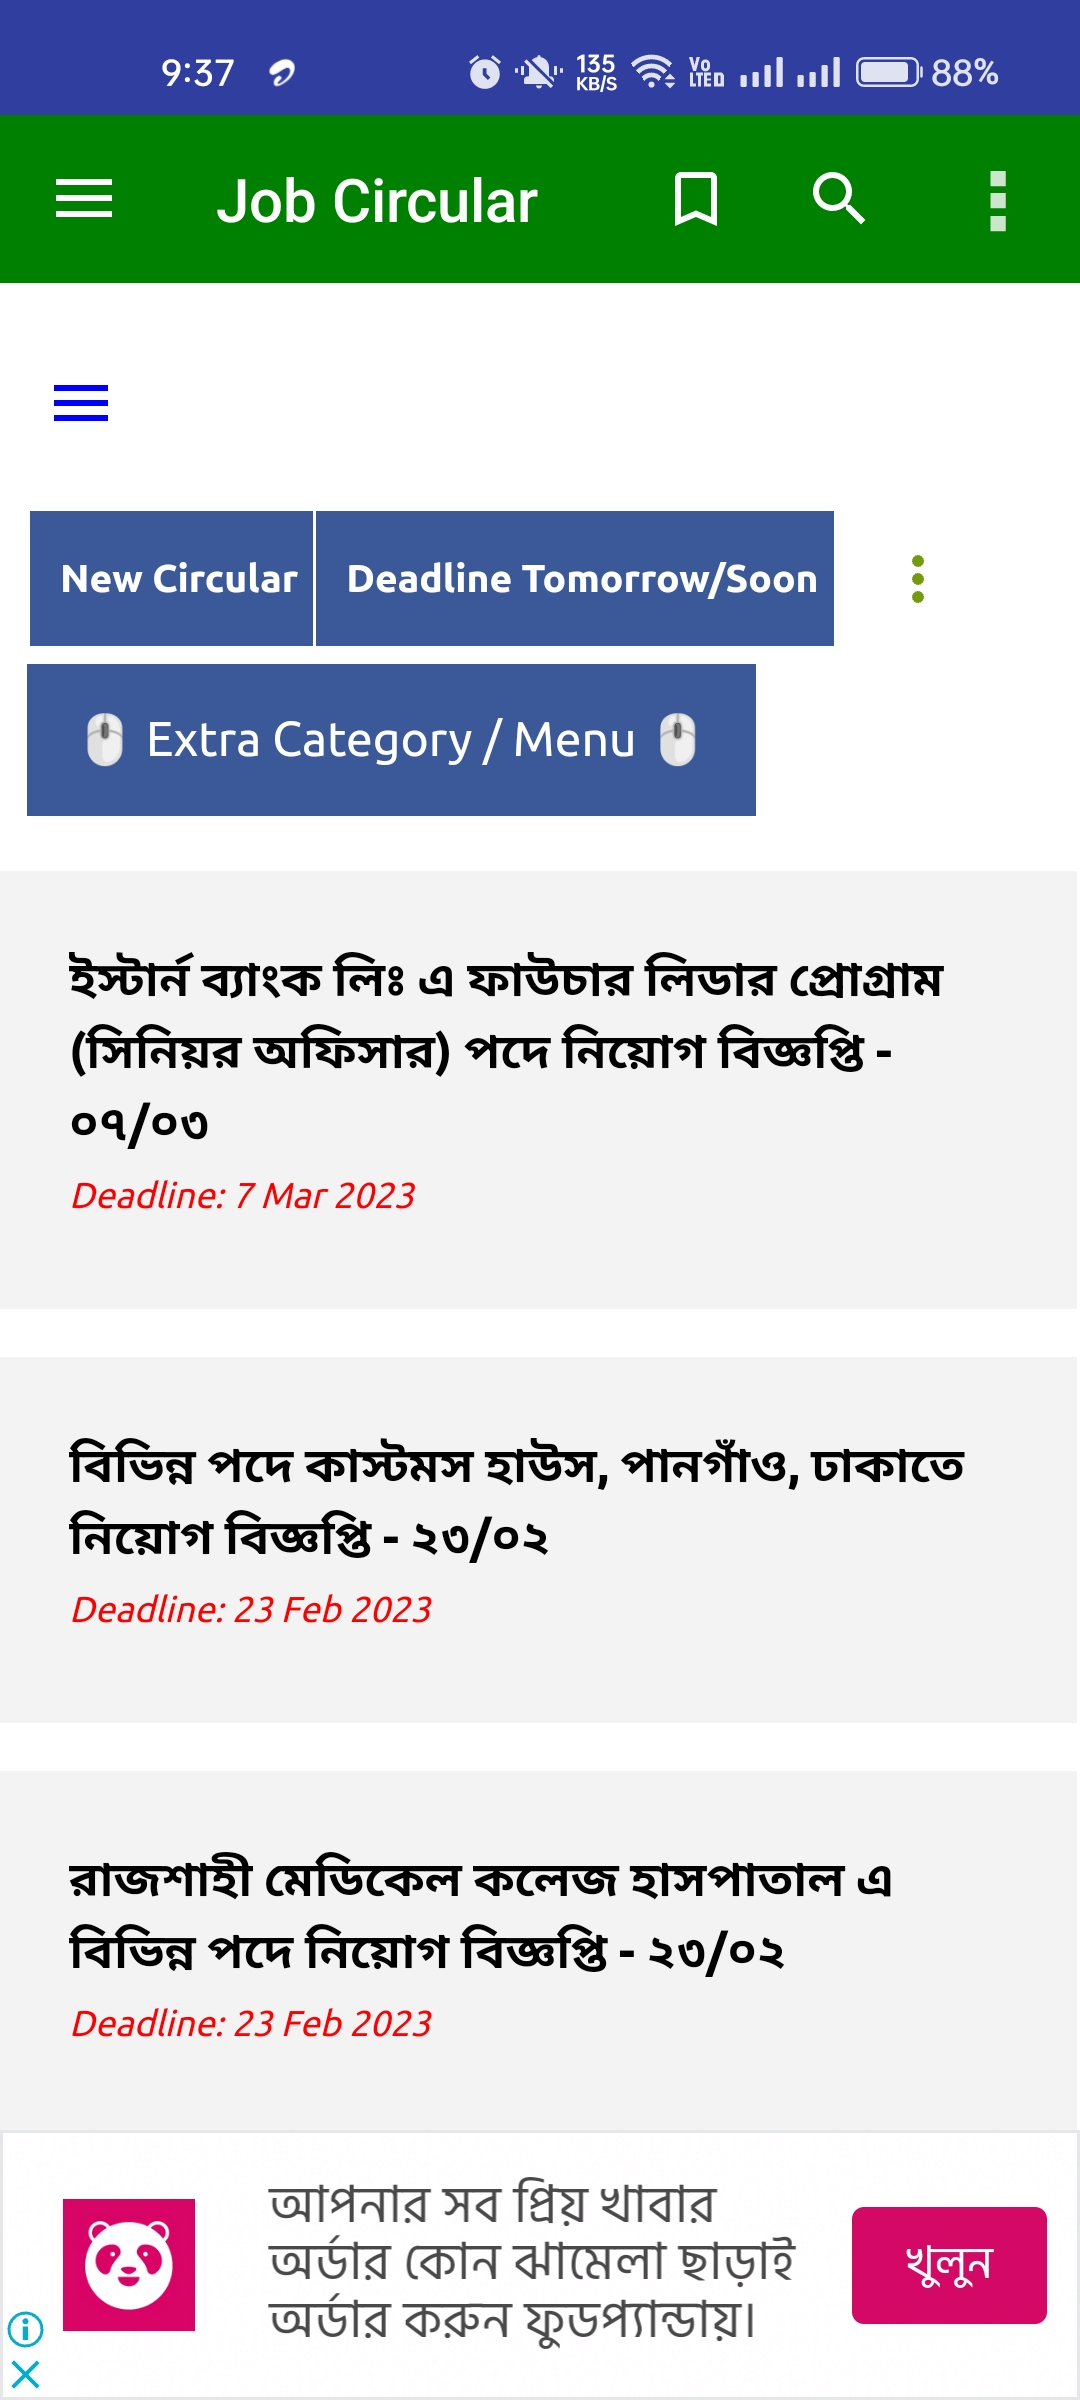 9:37
135
KB/S
Vo
LTED
88%
Job Circular
New Circular
Deadline Tomorrow/Soon
Extra Category / Menu
ইস্টার্ন ব্যাংক লিঃ এ ফাউচার লিডার প্রোগ্রাম
(সিনিয়র অফিসার) পদে নিয়োগ বিজ্ঞপ্তি -
০৭/০৩
Deadline: 7 Mar 2023
বিভিন্ন পদে কাস্টমস হাউস, পানগাঁও, ঢাকাতে
নিয়োগ বিজ্ঞপ্তি - ২৩/০২
Deadline: 23 Feb 2023
রাজশাহী মেডিকেল কলেজ হাসপাতাল এ
বিভিন্ন পদে নিয়োগ বিজ্ঞপ্তি - ২৩/০২
Deadline: 23 Feb 2023
আপনার সব প্রিয় খাবার
অর্ডার কোন ঝামেলা ছাড়াই
অর্ডার করুন ফুডপ্যান্ডায়।
খুলুন